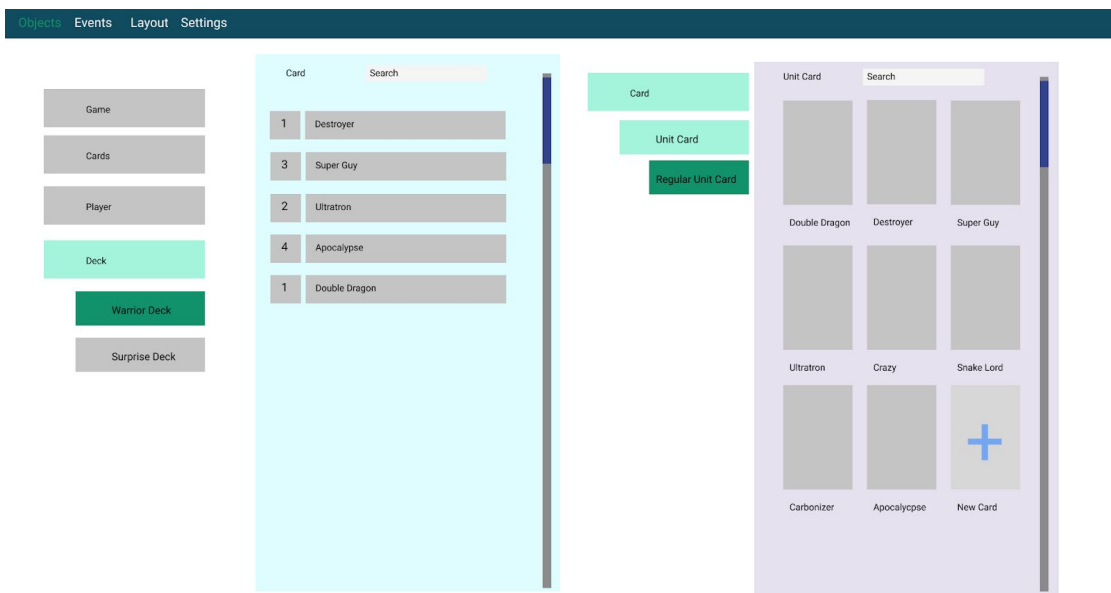 Objects Events Layout Settings
Game
Cards
Player
Deck
Warrior Deck
Surprise Deck
Card Search
1 Destroyer
3 Super Guy
2 Ultratron
4 Apocalypse
1 Double Dragon
Card
Unit Card
Regular Unit Card
Unit Card Search
Double Dragon Destroyer Super Guy
Ultratron Crazy Snake Lord
Carbonizer Apocalycpse New Card